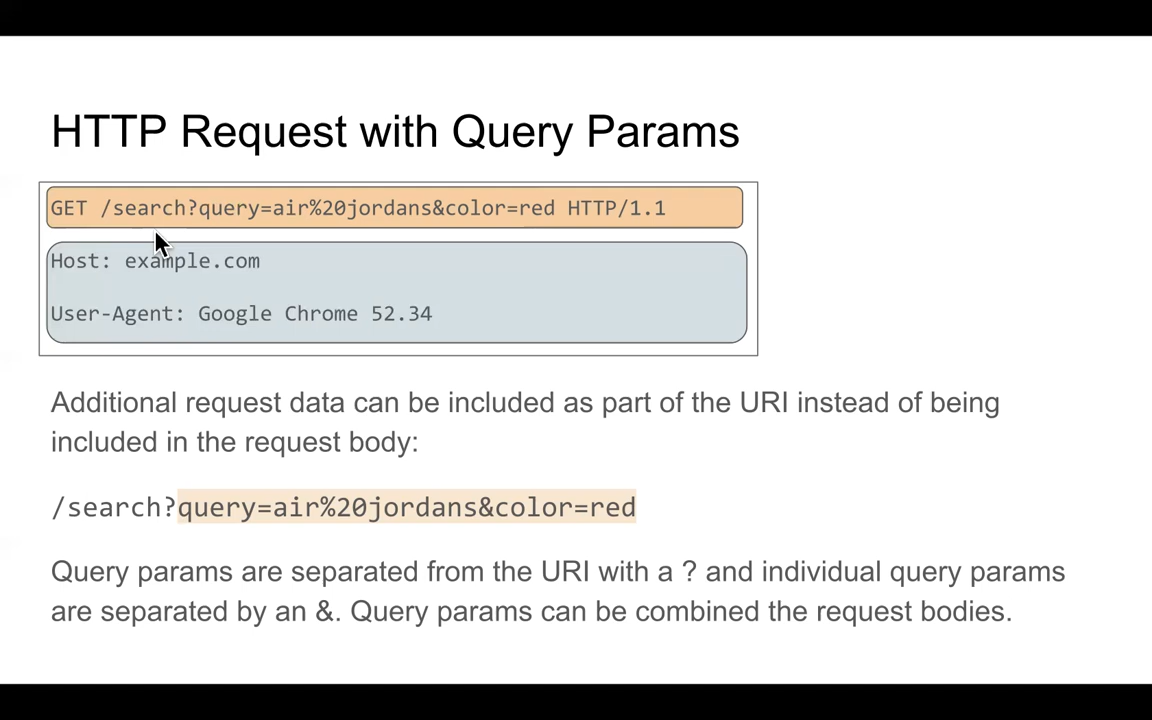 HTTP Request with Query Params
GET /search?query=air%20jordans&color=red HTTP/1.1
Host: example.com
User-Agent: Google Chrome 52.34
Additional request data can be included as part of the URI instead of being
included in the request body:
/search?query=air%20jordans&color=red
Query params are separated from the URI with a ? and individual query params
are separated by an &. Query params can be combined the request bodies.